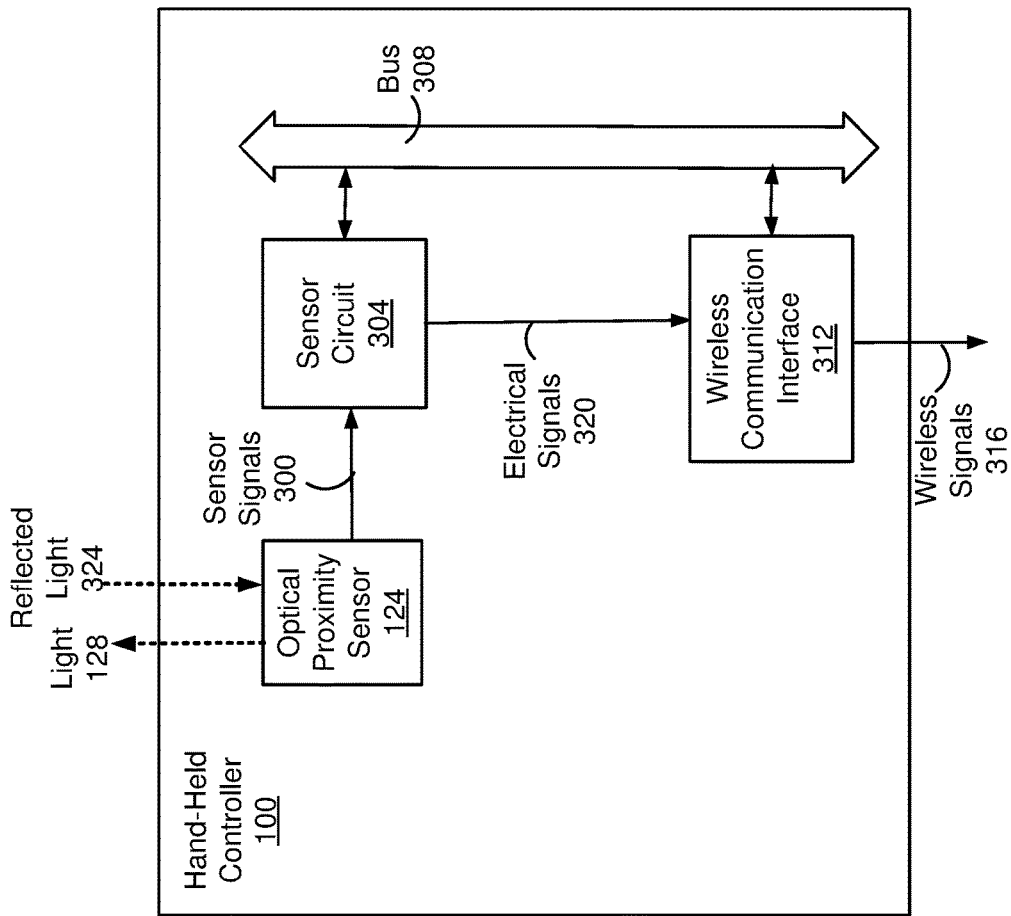 Hand-Held
Controller
100
Light
128
Reflected
Light
324
Optical
Proximity
Sensor
124
Sensor
Signals
300
Sensor
Circuit
304
Bus
308
Electrical
Signals
320
Wireless
Communication
Interface
312
Wireless
Signals
316